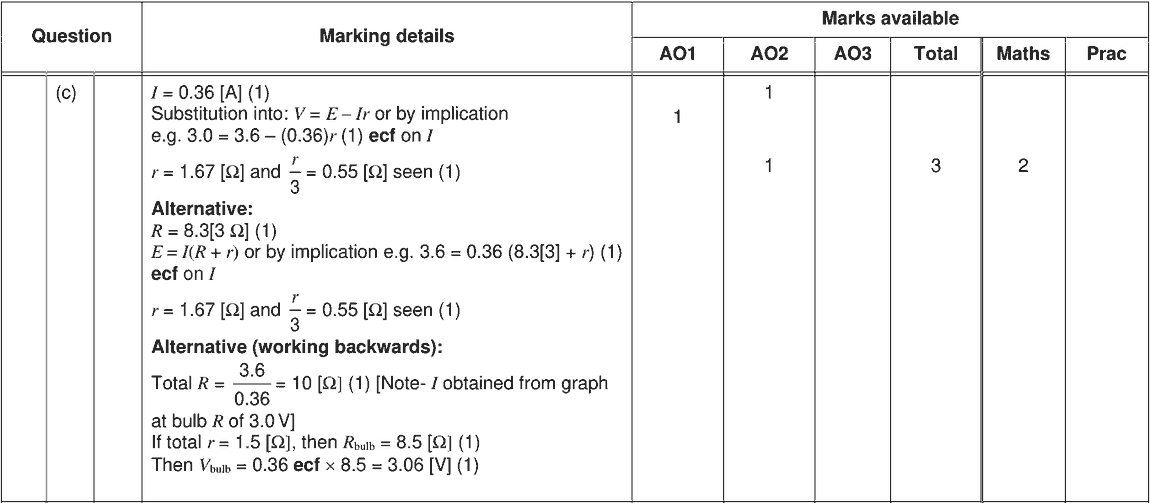 Question
Marking details
Marks available
AO1 AO2 AO3 Total Maths Prac
(c)
I = 0.36 [A] (1)
1
Substitution into: V = E – Ir or by implication
1
e.g. 3.0 = 3.6 – (0.36)r (1) ecf on I
r = 1.67 [Ω] and r/3 = 0.55 [Ω] seen (1)
1 3 2
Alternative:
R = 8.3[3 Ω] (1)
E = I(R + r) or by implication e.g. 3.6 = 0.36 (8.3[3] + r) (1)
ecf on I
r = 1.67 [Ω] and r/3 = 0.55 [Ω] seen (1)
Alternative (working backwards):
Total R = 3.6/0.36 = 10 [Ω] (1) [Note- I obtained from graph
at bulb R of 3.0 V]
If total r = 1.5 [Ω], then Rbulb = 8.5 [Ω] (1)
Then Vbulb = 0.36 ecf × 8.5 = 3.06 [V] (1)